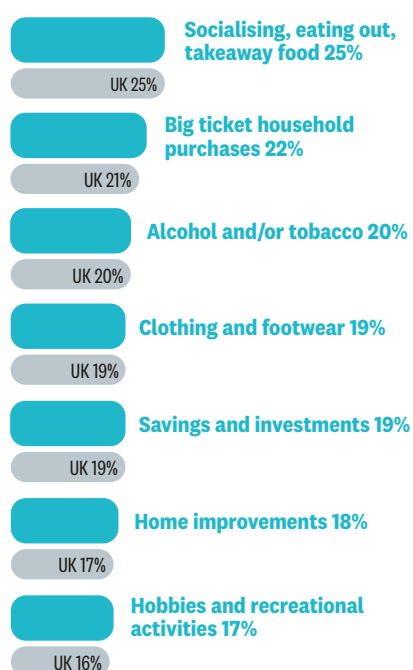 Socialising, eating out,
takeaway food 25%
UK 25%
Big ticket household
purchases 22%
UK 21%
Alcohol and/or tobacco 20%
UK 20%
Clothing and footwear 19%
UK 19%
Savings and investments 19%
UK 19%
Home improvements 18%
UK 17%
Hobbies and recreational
activities 17%
UK 16%